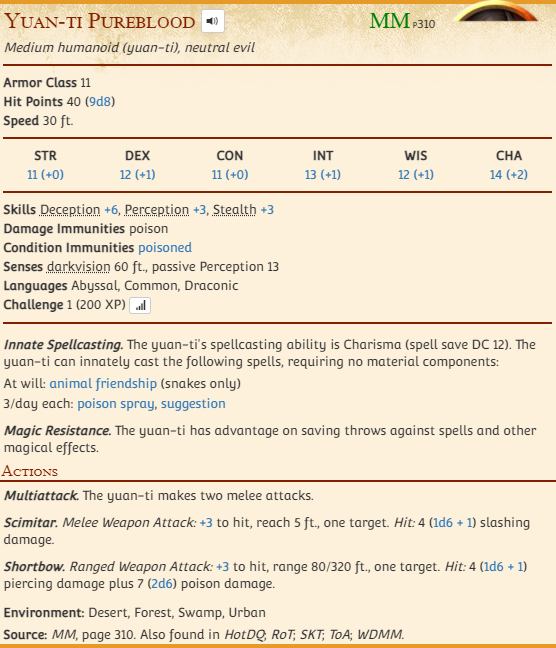 Yuan-ti Pureblood MM P310
Medium humanoid (yuan-ti), neutral evil
Armor Class 11
Hit Points 40 (9d8)
Speed 30 ft.
STR DEX CON INT WIS CHA
11 (+0) 12 (+1) 11 (+0) 13 (+1) 12 (+1) 14 (+2)
Skills Deception +6, Perception +3, Stealth +3
Damage Immunities poison
Condition Immunities poisoned
Senses darkvision 60 ft., passive Perception 13
Languages Abyssal, Common, Draconic
Challenge 1 (200 XP)
Innate Spellcasting. The yuan-ti's spellcasting ability is Charisma (spell save DC 12). The
yuan-ti can innately cast the following spells, requiring no material components:
At will: animal friendship (snakes only)
3/day each: poison spray, suggestion
Magic Resistance. The yuan-ti has advantage on saving throws against spells and other
magical effects.
Actions
Multiattack. The yuan-ti makes two melee attacks.
Scimitar. Melee Weapon Attack: +3 to hit, reach 5 ft., one target. Hit: 4 (1d6 + 1) slashing
damage.
Shortbow. Ranged Weapon Attack: +3 to hit, range 80/320 ft., one target. Hit: 4 (1d6 + 1)
piercing damage plus 7 (2d6) poison damage.
Environment: Desert, Forest, Swamp, Urban
Source: MM, page 310. Also found in HotDQ; RoT; SKT; ToA; WDMM.